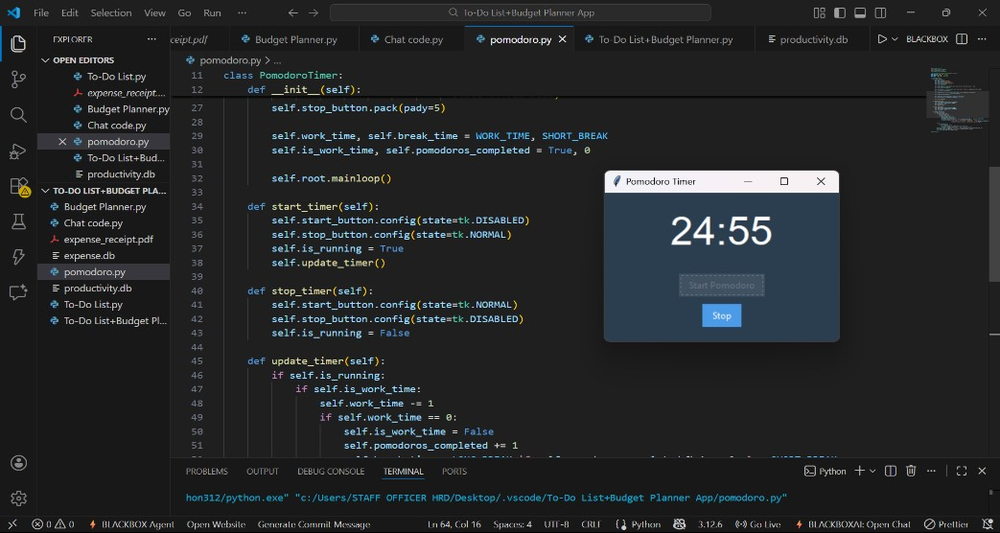 File Edit Selection View Go Run ··· To-Do List+Budget Planner App
EXPLORER ···
OPEN EDITORS
To-Do List.py
expense_receipt....
Budget Planner.py
Chat code.py
pomodoro.py
To-Do List+Bud...
productivity.db
TO-DO LIST+BUDGET PLA...
Budget Planner.py
Chat code.py
expense_receipt.pdf
expense.db
pomodoro.py
productivity.db
To-Do List.py
To-Do List+Budget Pl...
ceipt.pdf Budget Planner.py Chat code.py pomodoro.py To-Do List+Budget Planner.py productivity.db BLACKBOX ···
pomodoro.py > ...
11 class PomodoroTimer:
12 def __init__(self):
27 self.stop_button.pack(pady=5)
28
29 self.work_time, self.break_time = WORK_TIME, SHORT_BREAK
30 self.is_work_time, self.pomodoros_completed = True, 0
31
32 self.root.mainloop()
33
34 def start_timer(self):
35 self.start_button.config(state=tk.DISABLED)
36 self.stop_button.config(state=tk.NORMAL)
37 self.is_running = True
38 self.update_timer()
39
40 def stop_timer(self):
41 self.start_button.config(state=tk.NORMAL)
42 self.stop_button.config(state=tk.DISABLED)
43 self.is_running = False
44
45 def update_timer(self):
46 if self.is_running:
47 if self.is_work_time:
48 self.work_time -= 1
49 if self.work_time == 0:
50 self.is_work_time = False
51 self.pomodoros_completed += 1
Pomodoro Timer
24:55
Start Pomodoro
Stop
PROBLEMS OUTPUT DEBUG CONSOLE TERMINAL PORTS Python ···
hon312/python.exe" "c:/Users/STAFF OFFICER HRD/Desktop/.vscode/To-Do List+Budget Planner App/pomodoro.py"
0 0 BLACKBOX Agent Open Website Generate Commit Message Ln 64, Col 16 Spaces: 4 UTF-8 CRLF Python 3.12.6 Go Live BLACKBOXAI: Open Chat Prettier